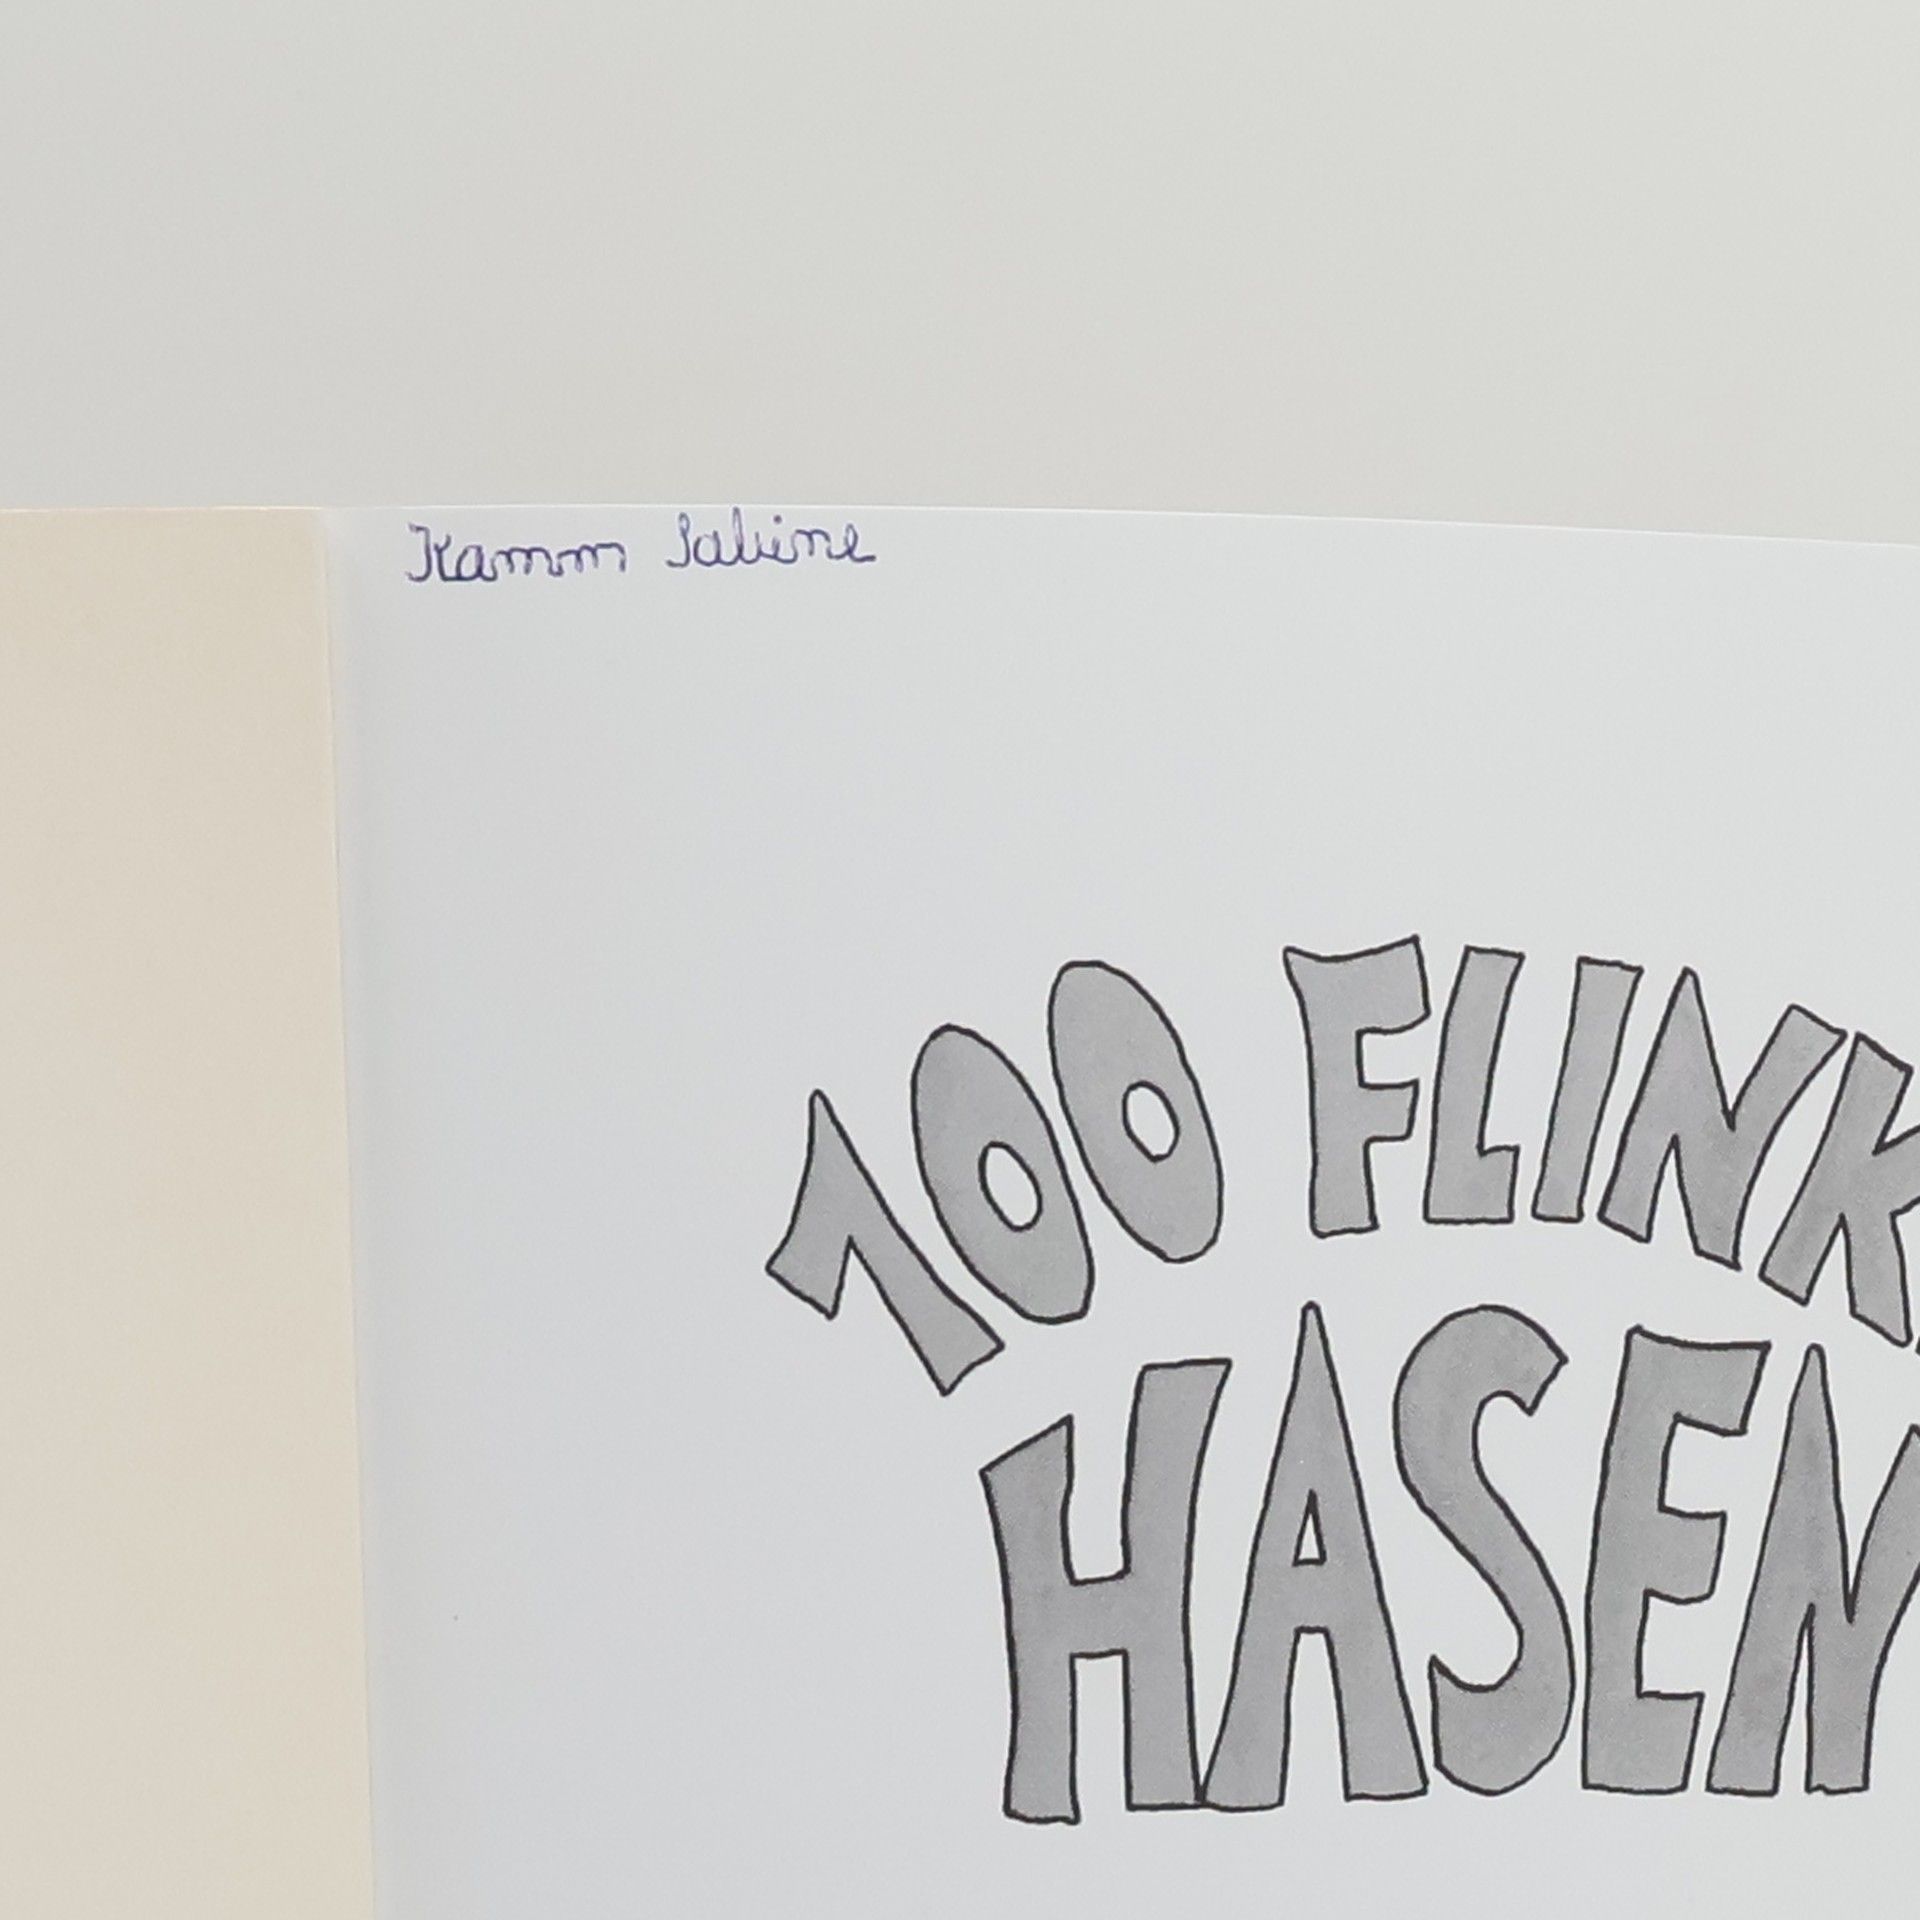 Kamm Sabine
100 FLINK
HASEN